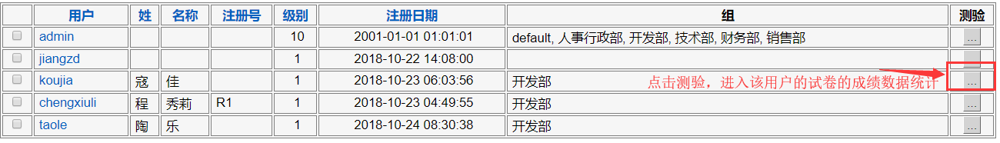 用户 姓 名称 注册号 级别 注册日期 组 测验
admin 10 2001-01-01 01:01:01 default, 人事行政部, 开发部, 技术部, 财务部, 销售部 ...
jiangzd 1 2018-10-22 14:08:00 ...
koujia 寇 佳 1 2018-10-23 06:03:56 开发部 点击测验，进入该用户的试卷的成绩数据统计 ...
chengxiuli 程 秀莉 R1 1 2018-10-23 04:49:55 开发部 ...
taole 陶 乐 1 2018-10-24 08:30:38 开发部 ...